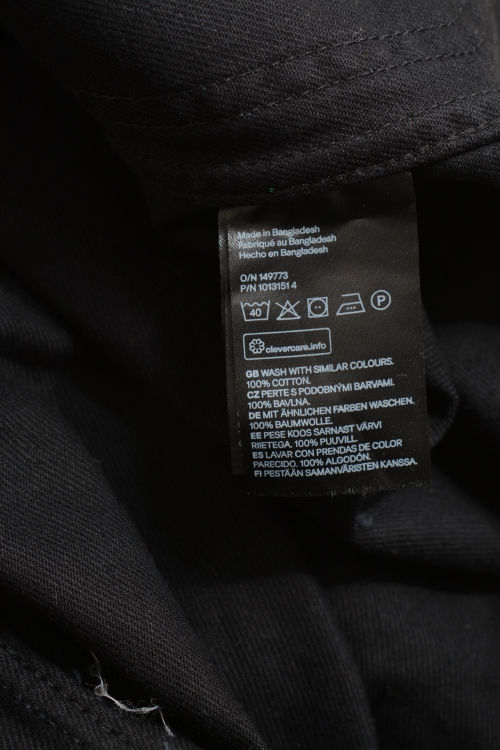 Made in Bangladesh
Fabriqué au Bangladesh
Hecho en Bangladesh
O/N 149773
P/N 1013151 4
40
P
clevercare.info
GB WASH WITH SIMILAR COLOURS.
100% COTTON.
CZ PERTE S PODOBNÝMI BARVAMI.
100% BAVLNA.
DE MIT ÄHNLICHEN FARBEN WASCHEN.
100% BAUMWOLLE.
EE PESE KOOS SARNAST VÄRVI
RIIETEGA. 100% PUUVILL.
ES LAVAR CON PRENDAS DE COLOR
PARECIDO. 100% ALGODÓN.
FI PESTÄÄN SAMANVÄRISTEN KANSSA.